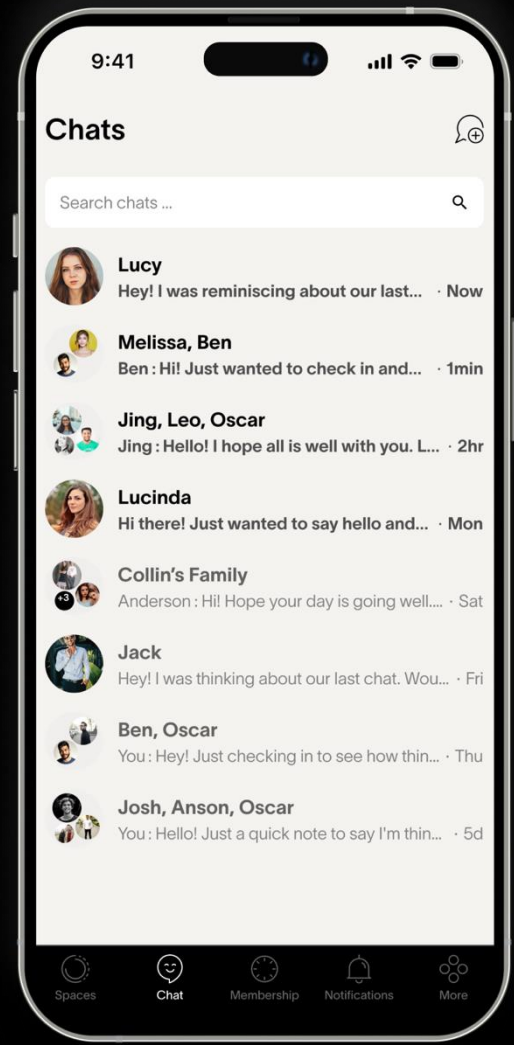 9:41
Chats
Search chats ...
Lucy
Hey! I was reminiscing about our last... · Now
Melissa, Ben
Ben : Hi! Just wanted to check in and... · 1min
Jing, Leo, Oscar
Jing : Hello! I hope all is well with you. L... · 2hr
Lucinda
Hi there! Just wanted to say hello and... · Mon
+3
Collin’s Family
Anderson : Hi! Hope your day is going well.... · Sat
Jack
Hey! I was thinking about our last chat. Wou... · Fri
Ben, Oscar
You : Hey! Just checking in to see how thin... · Thu
Josh, Anson, Oscar
You : Hello! Just a quick note to say I'm thin... · 5d
Spaces Chat Membership Notifications More